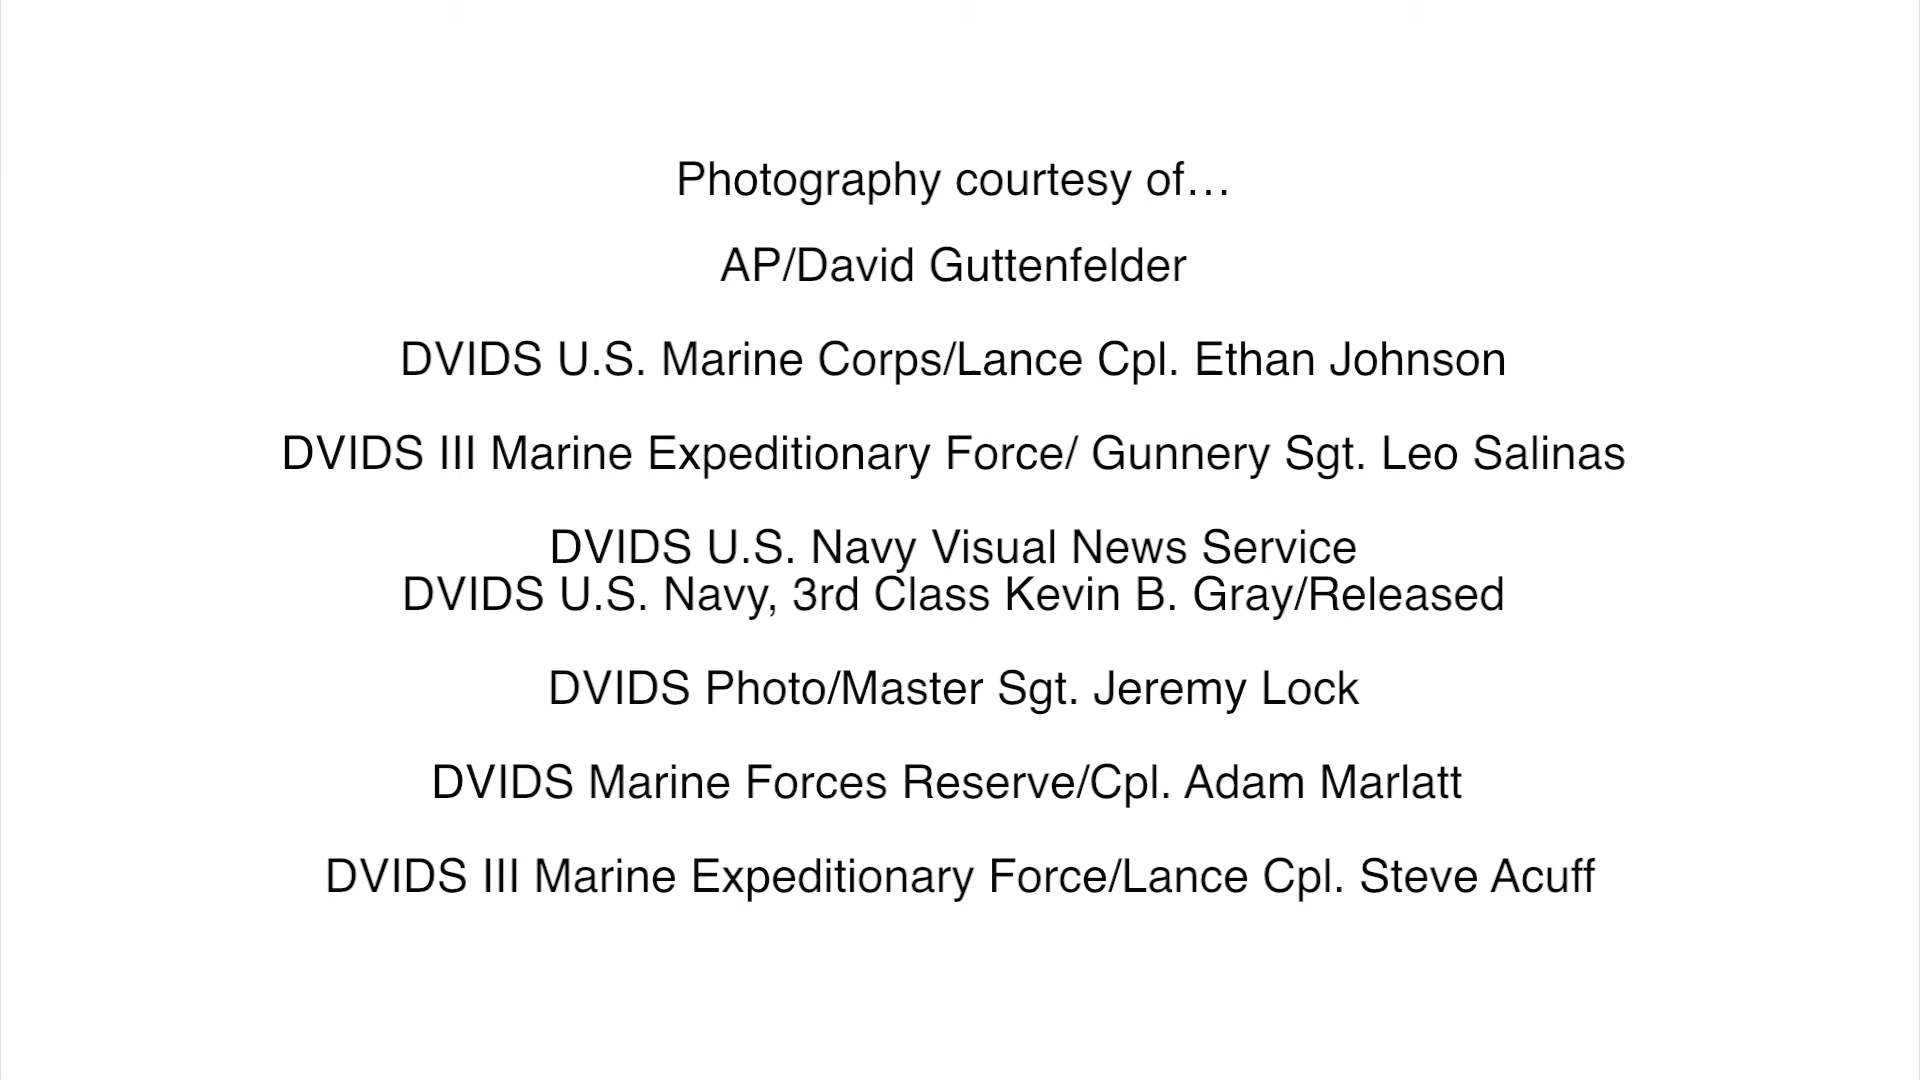 Photography courtesy of…
AP/David Guttenfelder
DVIDS U.S. Marine Corps/Lance Cpl. Ethan Johnson
DVIDS III Marine Expeditionary Force/ Gunnery Sgt. Leo Salinas
DVIDS U.S. Navy Visual News Service
DVIDS U.S. Navy, 3rd Class Kevin B. Gray/Released
DVIDS Photo/Master Sgt. Jeremy Lock
DVIDS Marine Forces Reserve/Cpl. Adam Marlatt
DVIDS III Marine Expeditionary Force/Lance Cpl. Steve Acuff